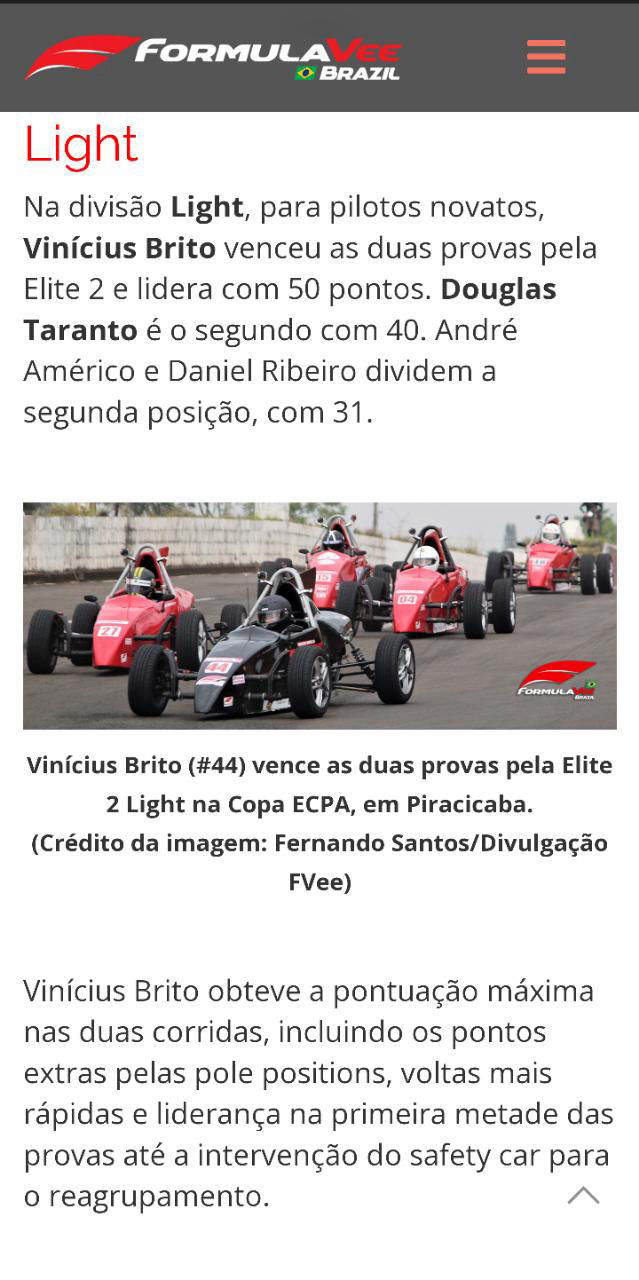 FORMULAVEE
BRAZIL
Light
Na divisão Light, para pilotos novatos,
Vinícius Brito venceu as duas provas pela
Elite 2 e lidera com 50 pontos. Douglas
Taranto é o segundo com 40. André
Américo e Daniel Ribeiro dividem a
segunda posição, com 31.
27
44
04
FORMULAVEE
BRAZIL
Vinícius Brito (#44) vence as duas provas pela Elite
2 Light na Copa ECPA, em Piracicaba.
(Crédito da imagem: Fernando Santos/Divulgação
FVee)
Vinícius Brito obteve a pontuação máxima
nas duas corridas, incluindo os pontos
extras pelas pole positions, voltas mais
rápidas e liderança na primeira metade das
provas até a intervenção do safety car para
o reagrupamento.